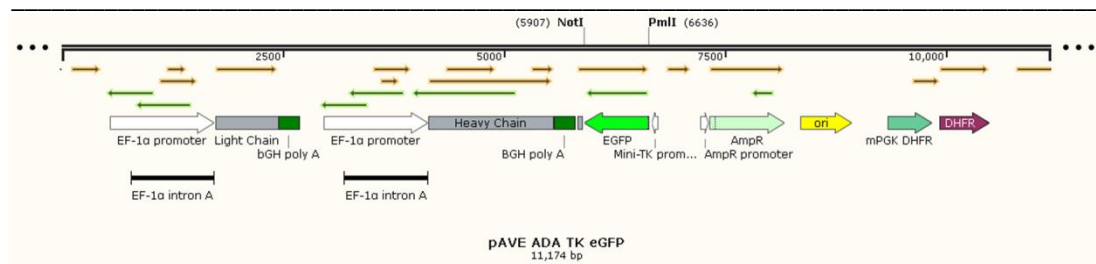 (5907) NotI PmlI (6636)
2500 5000 7500 10,000
Heavy Chain ori DHFR
EF-1α promoter Light Chain EF-1α promoter EGFP AmpR mPGK DHFR
bGH poly A BGH poly A Mini-TK prom... AmpR promoter
EF-1α intron A EF-1α intron A
pAVE ADA TK eGFP
11,174 bp